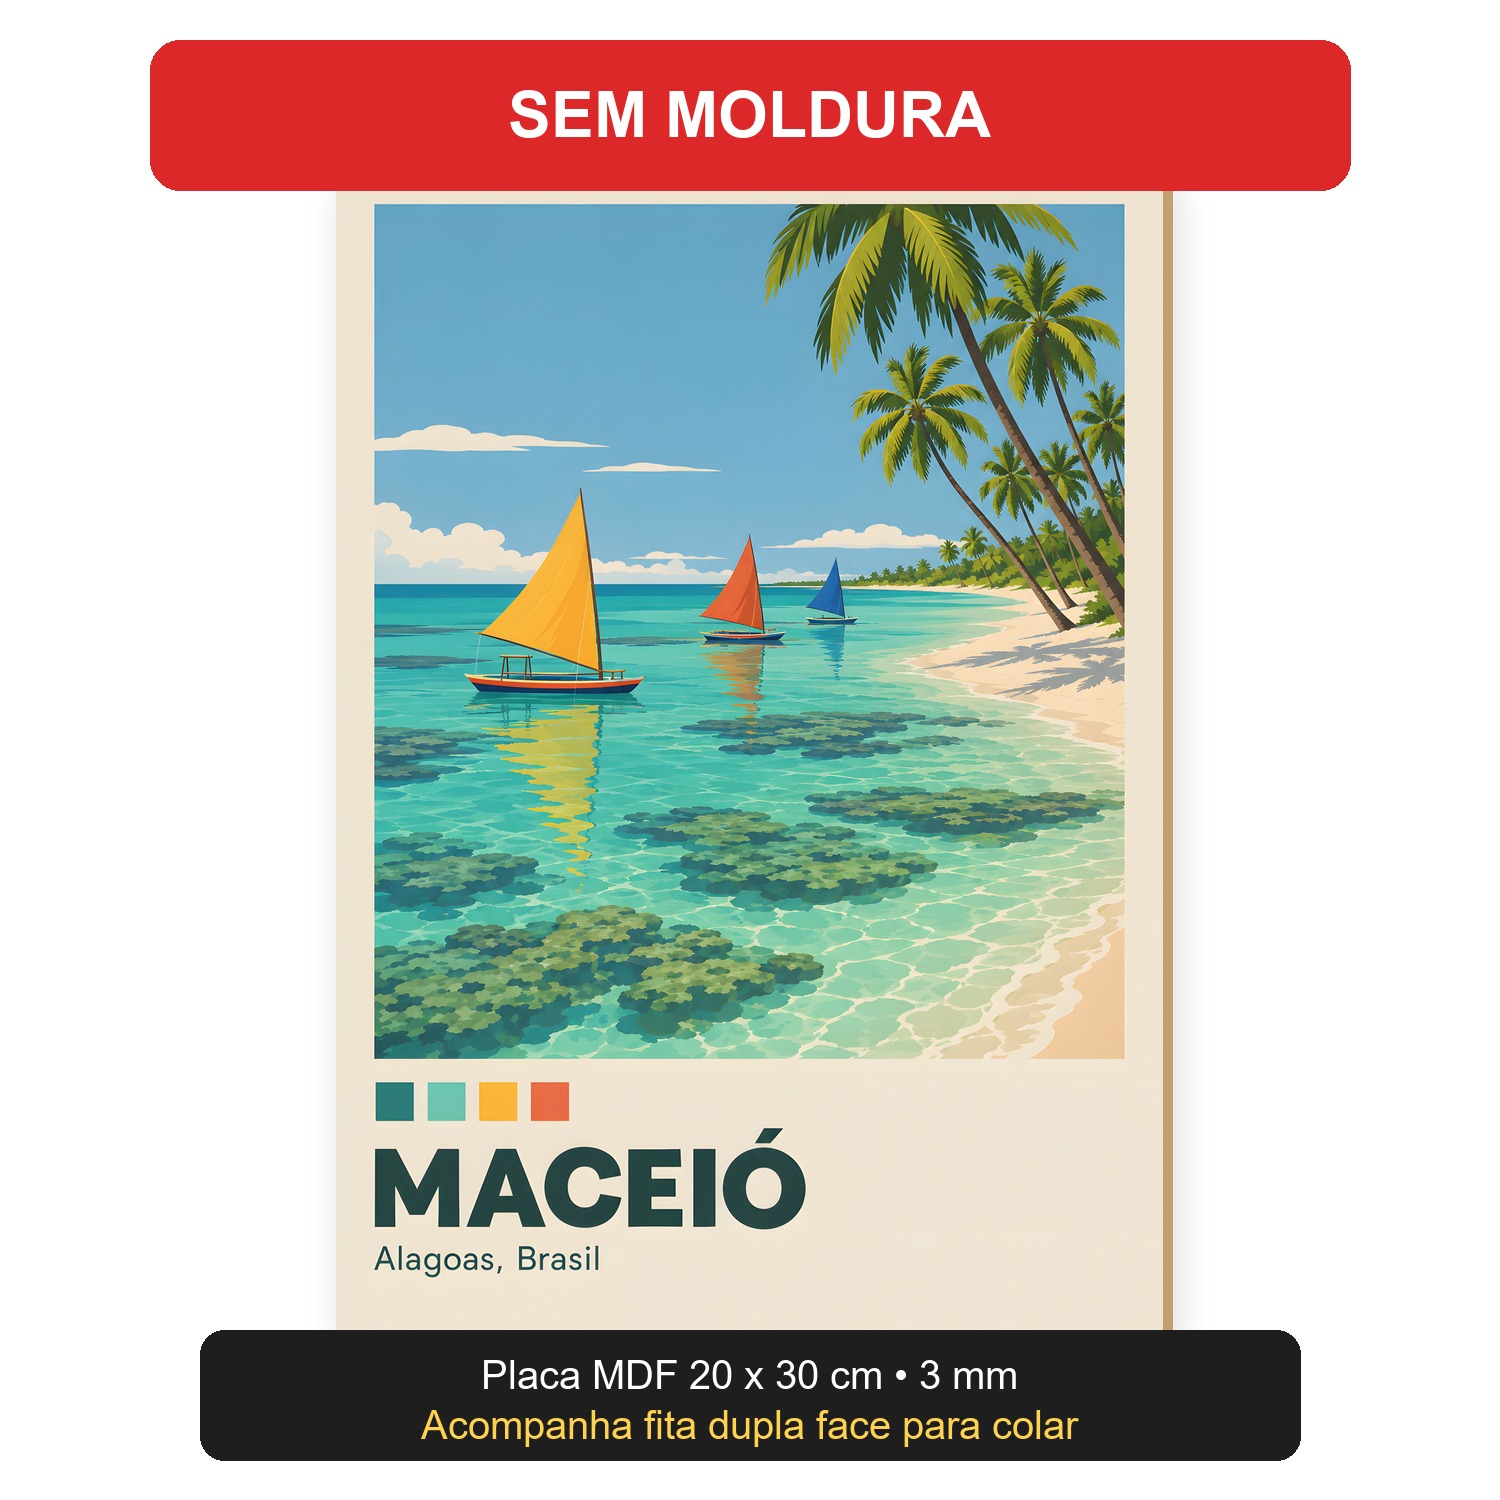 SEM MOLDURA
MACEIÓ
Alagoas, Brasil
Placa MDF 20 x 30 cm • 3 mm
Acompanha fita dupla face para colar